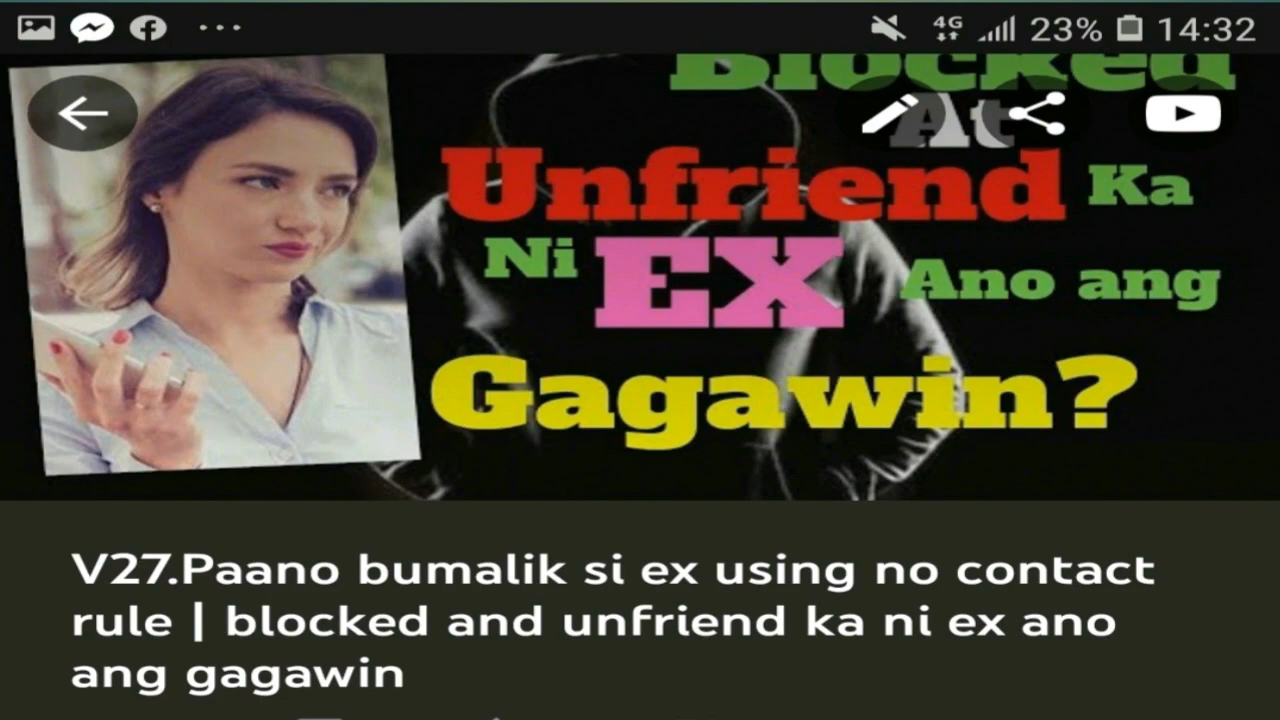 4G 23% 14:32
Blocked
At
Unfriend Ka
Ni EX Ano ang
Gagawin?
V27.Paano bumalik si ex using no contact
rule | blocked and unfriend ka ni ex ano
ang gagawin